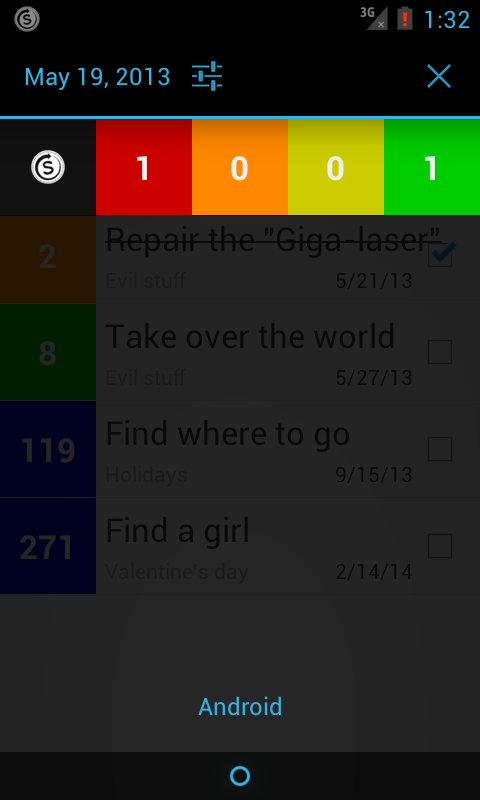 S 3G 1:32
May 19, 2013
S 1 0 0 1
2 Repair the "Giga-laser"
Evil stuff 5/21/13
8 Take over the world
Evil stuff 5/27/13
119 Find where to go
Holidays 9/15/13
271 Find a girl
Valentine's day 2/14/14
Android